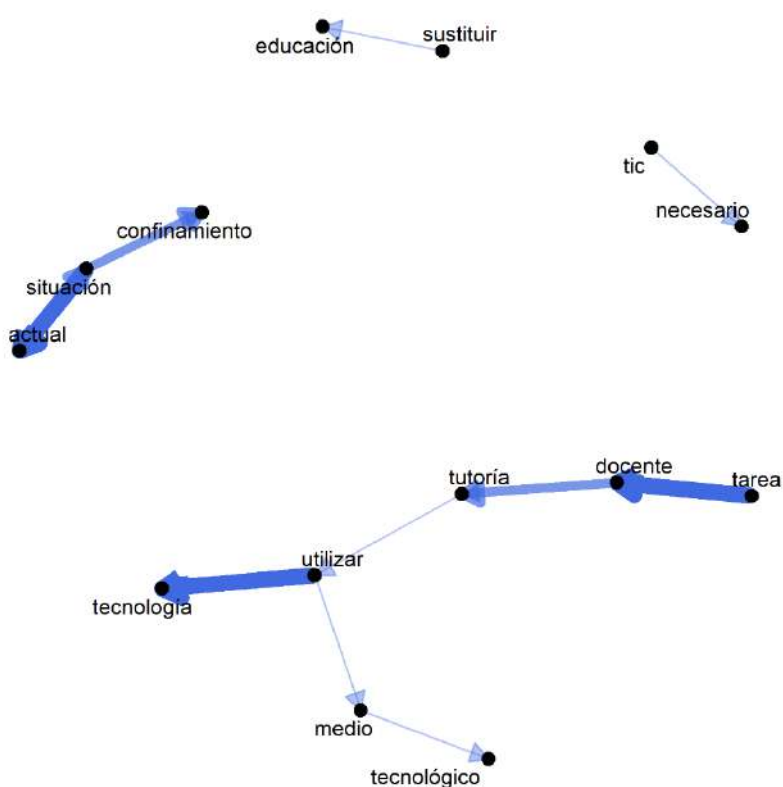 educación
sustituir
tic
necesario
confinamiento
situación
actual
tutoría
docente
tarea
utilizar
tecnología
medio
tecnológico